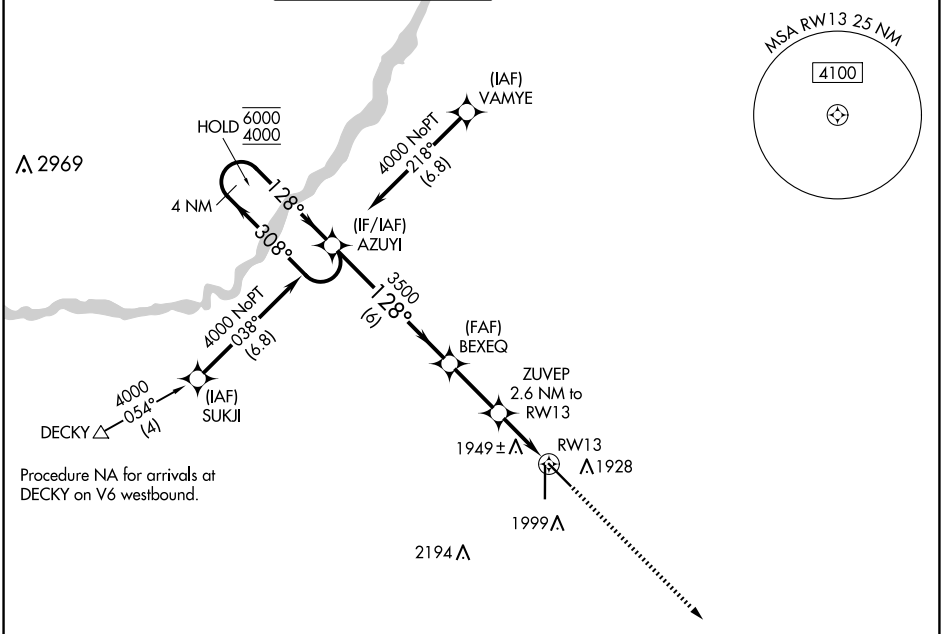 MSA RW13 25 NM
4100
(IAF)
VAMYE
4000 NoPT
218°
(6.8)
HOLD 6000
4000
2969
4 NM
128°
308°
(IF/IAF)
AZUYI
3500
128°
(6)
4000 NoPT
038°
(6.8)
(FAF)
BEXEQ
ZUVEP
2.6 NM to
RW13
4000
054°
(4)
(IAF)
SUKJI
DECKY
1949±
RW13
1928
Procedure NA for arrivals at
DECKY on V6 westbound.
1999
2194